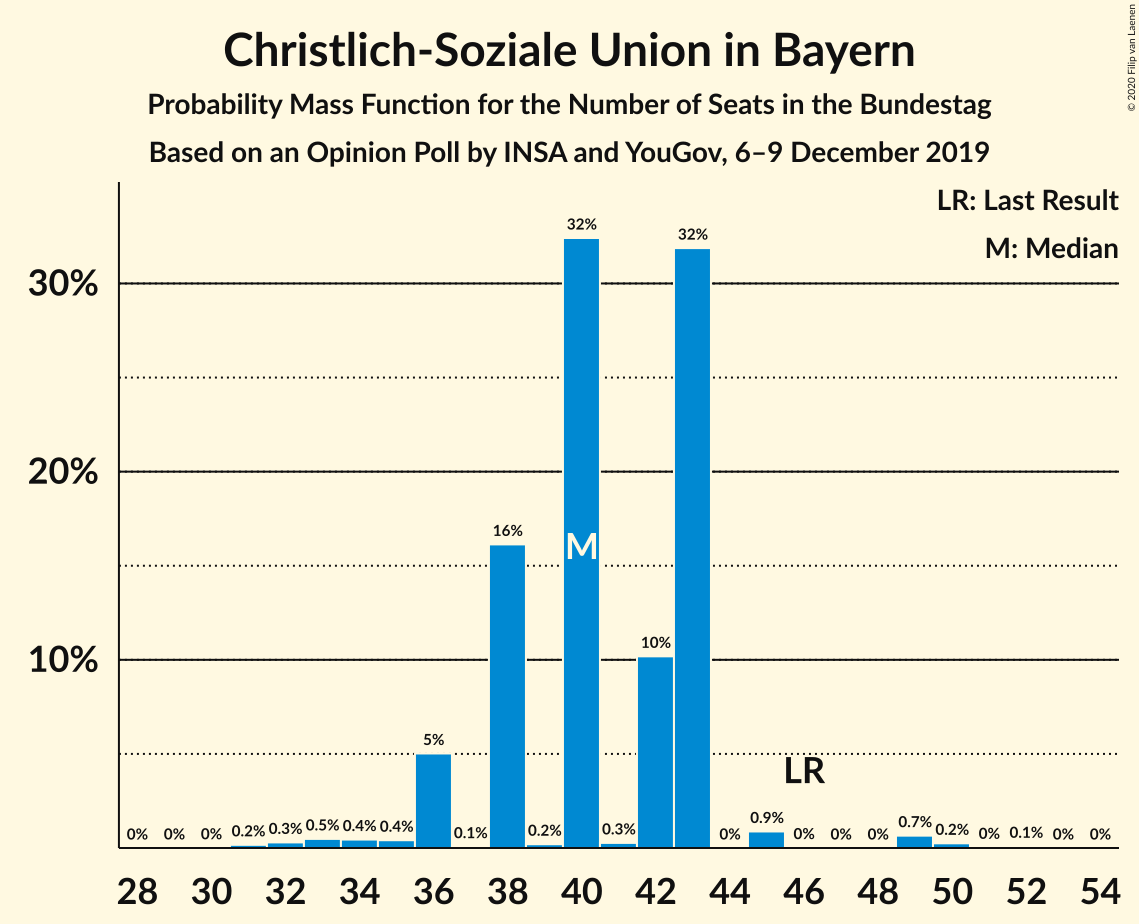 Christlich-Soziale Union in Bayern
Probability Mass Function for the Number of Seats in the Bundestag
Based on an Opinion Poll by INSA and YouGov, 6–9 December 2019
© 2020 Filip van Laenen
LR: Last Result
M: Median
30%
20%
10%
0% 0% 0% 0.2% 0.3% 0.5% 0.4% 0.4% 5% 0.1% 16% 0.2% 32% 0.3% 10% 32% 0% 0.9% 0% 0% 0% 0.7% 0.2% 0% 0.1% 0% 0%
M
LR
28 30 32 34 36 38 40 42 44 46 48 50 52 54